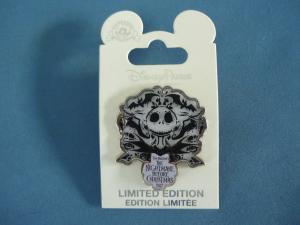 Disney Parks
Tim Burton's
THE
NIGHTMARE
BEFORE
CHRISTMAS
LIMITED EDITION
EDITION LIMITÉE